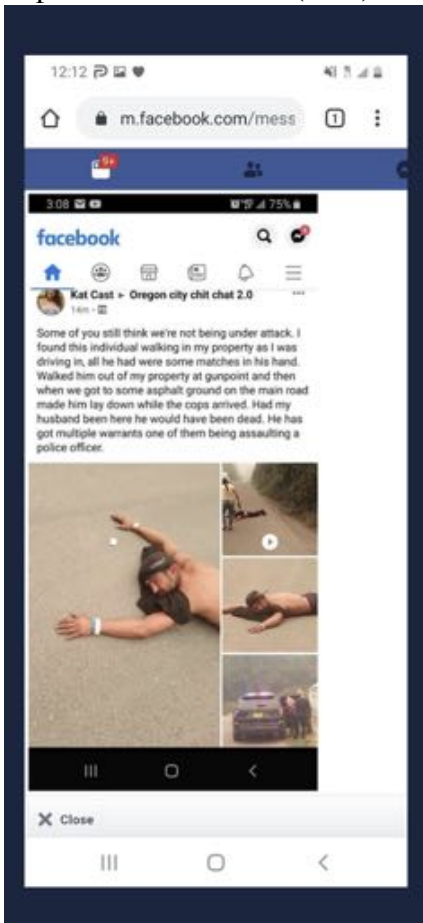 12:12
m.facebook.com/mess
1
9+
3:08
75%
facebook
Kat Cast ▸ Oregon city chit chat 2.0
14m
Some of you still think we're not being under attack. I
found this individual walking in my property as I was
driving in, all he had were some matches in his hand.
Walked him out of my property at gunpoint and then
when we got to some asphalt ground on the main road
made him lay down while the cops arrived. Had my
husband been here he would have been dead. He has
got multiple warrants one of them being assaulting a
police officer.
Close